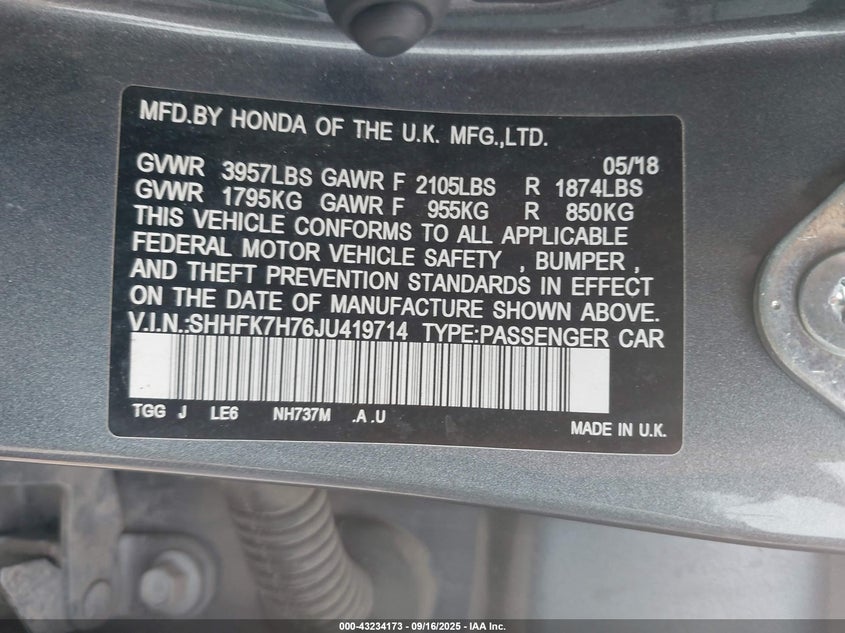 MFD.BY HONDA OF THE U.K. MFG.,LTD.
05/18
GVWR 3957LBS GAWR F 2105LBS R 1874LBS
GVWR 1795KG GAWR F 955KG R 850KG
THIS VEHICLE CONFORMS TO ALL APPLICABLE
FEDERAL MOTOR VEHICLE SAFETY , BUMPER ,
AND THEFT PREVENTION STANDARDS IN EFFECT
ON THE DATE OF MANUFACTURE SHOWN ABOVE.
V.I.N.:SHHFK7H76JU419714 TYPE:PASSENGER CAR
TGG J LE6 NH737M .A .U
MADE IN U.K.
000-43234173 - 09/16/2025 - IAA Inc.